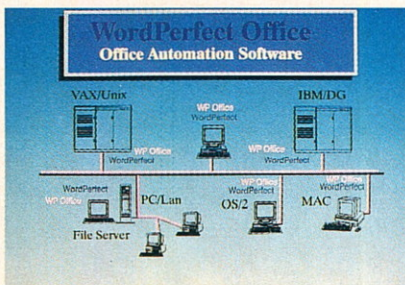 WordPerfect Office
Office Automation Software
VAX/Unix
IBM/DG
WP Office
WordPerfect
WP Office
WordPerfect
WP Office
WordPerfect
WordPerfect
WP Office
PC/Lan
File Server
WP Office
WordPerfect
OS/2
WP Office
WordPerfect
MAC